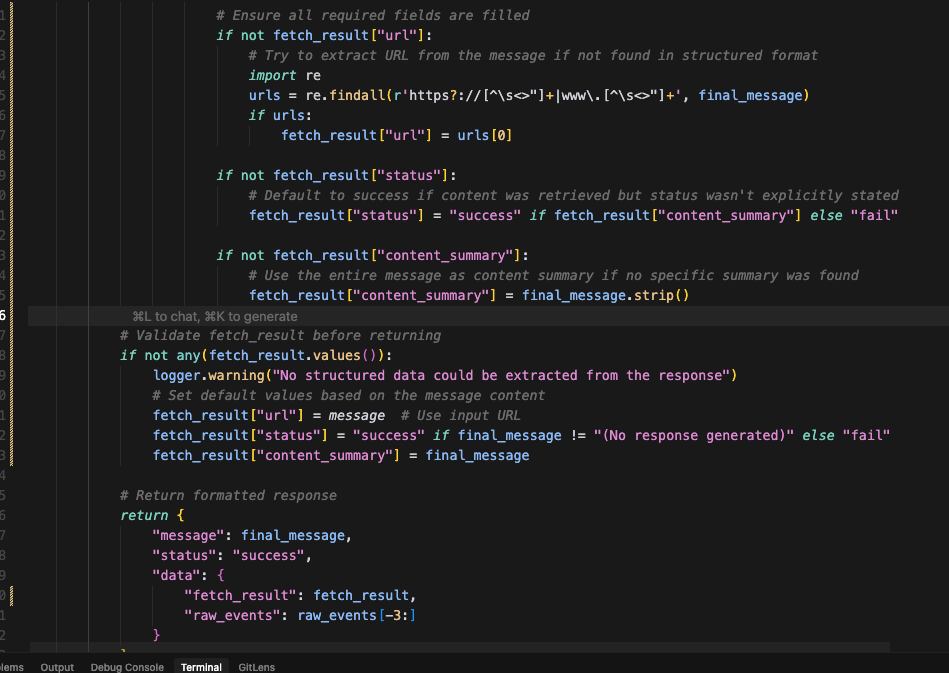 # Ensure all required fields are filled
if not fetch_result["url"]:
# Try to extract URL from the message if not found in structured format
import re
urls = re.findall(r'https?://[^\s<>"]+|www\.[^\s<>"]+', final_message)
if urls:
fetch_result["url"] = urls[0]
if not fetch_result["status"]:
# Default to success if content was retrieved but status wasn't explicitly stated
fetch_result["status"] = "success" if fetch_result["content_summary"] else "fail"
if not fetch_result["content_summary"]:
# Use the entire message as content summary if no specific summary was found
fetch_result["content_summary"] = final_message.strip()
⌘L to chat, ⌘K to generate
# Validate fetch_result before returning
if not any(fetch_result.values()):
logger.warning("No structured data could be extracted from the response")
# Set default values based on the message content
fetch_result["url"] = message  # Use input URL
fetch_result["status"] = "success" if final_message != "(No response generated)" else "fail"
fetch_result["content_summary"] = final_message
# Return formatted response
return {
"message": final_message,
"status": "success",
"data": {
"fetch_result": fetch_result,
"raw_events": raw_events[-3:]
}
Output Debug Console Terminal GitLens